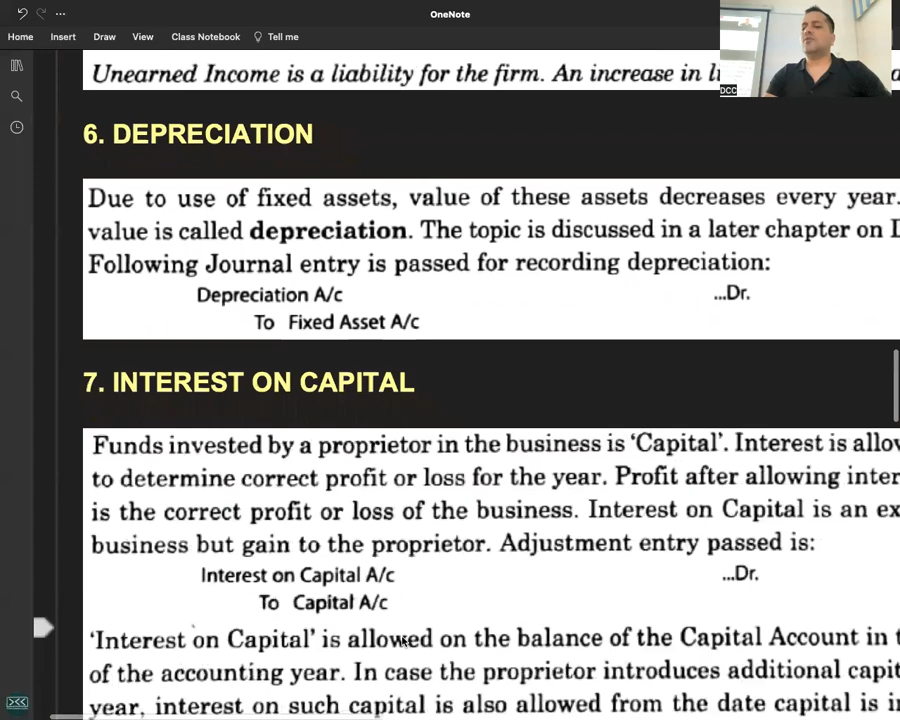 OneNote
Home Insert Draw View Class Notebook Tell me
Unearned Income is a liability for the firm. An increase in
DCC
6. DEPRECIATION
Due to use of fixed assets, value of these assets decreases every year.
value is called depreciation. The topic is discussed in a later chapter on
Following Journal entry is passed for recording depreciation:
Depreciation A/c ...Dr.
To Fixed Asset A/c
7. INTEREST ON CAPITAL
Funds invested by a proprietor in the business is ‘Capital’. Interest is
to determine correct profit or loss for the year. Profit after allowing
is the correct profit or loss of the business. Interest on Capital is an
business but gain to the proprietor. Adjustment entry passed is:
Interest on Capital A/c ...Dr.
To Capital A/c
‘Interest on Capital’ is allowed on the balance of the Capital Account in
of the accounting year. In case the proprietor introduces additional
year, interest on such capital is also allowed from the date capital is